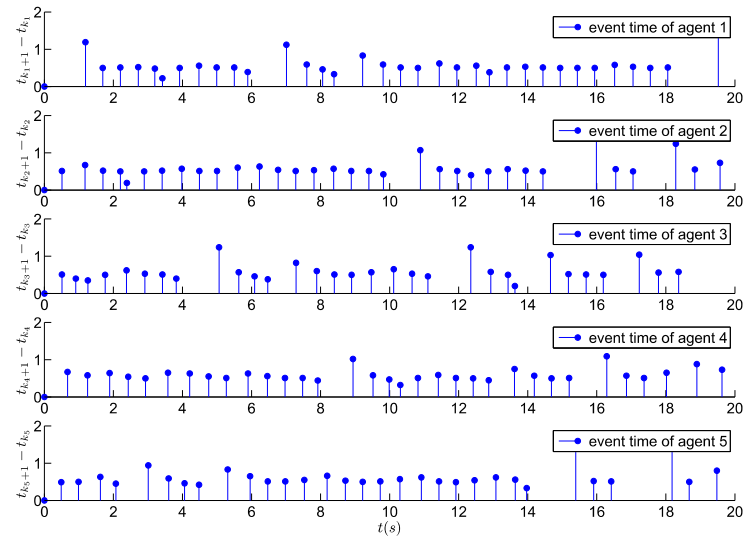 t_{k_1+1} − t_{k_1}
2
1
0
event time of agent 1
0 2 4 6 8 10 12 14 16 18 20
t_{k_2+1} − t_{k_2}
2
1
0
event time of agent 2
0 2 4 6 8 10 12 14 16 18 20
t_{k_3+1} − t_{k_3}
2
1
0
event time of agent 3
0 2 4 6 8 10 12 14 16 18 20
t_{k_4+1} − t_{k_4}
2
1
0
event time of agent 4
0 2 4 6 8 10 12 14 16 18 20
t_{k_5+1} − t_{k_5}
2
1
0
event time of agent 5
0 2 4 6 8 10 12 14 16 18 20
t(s)